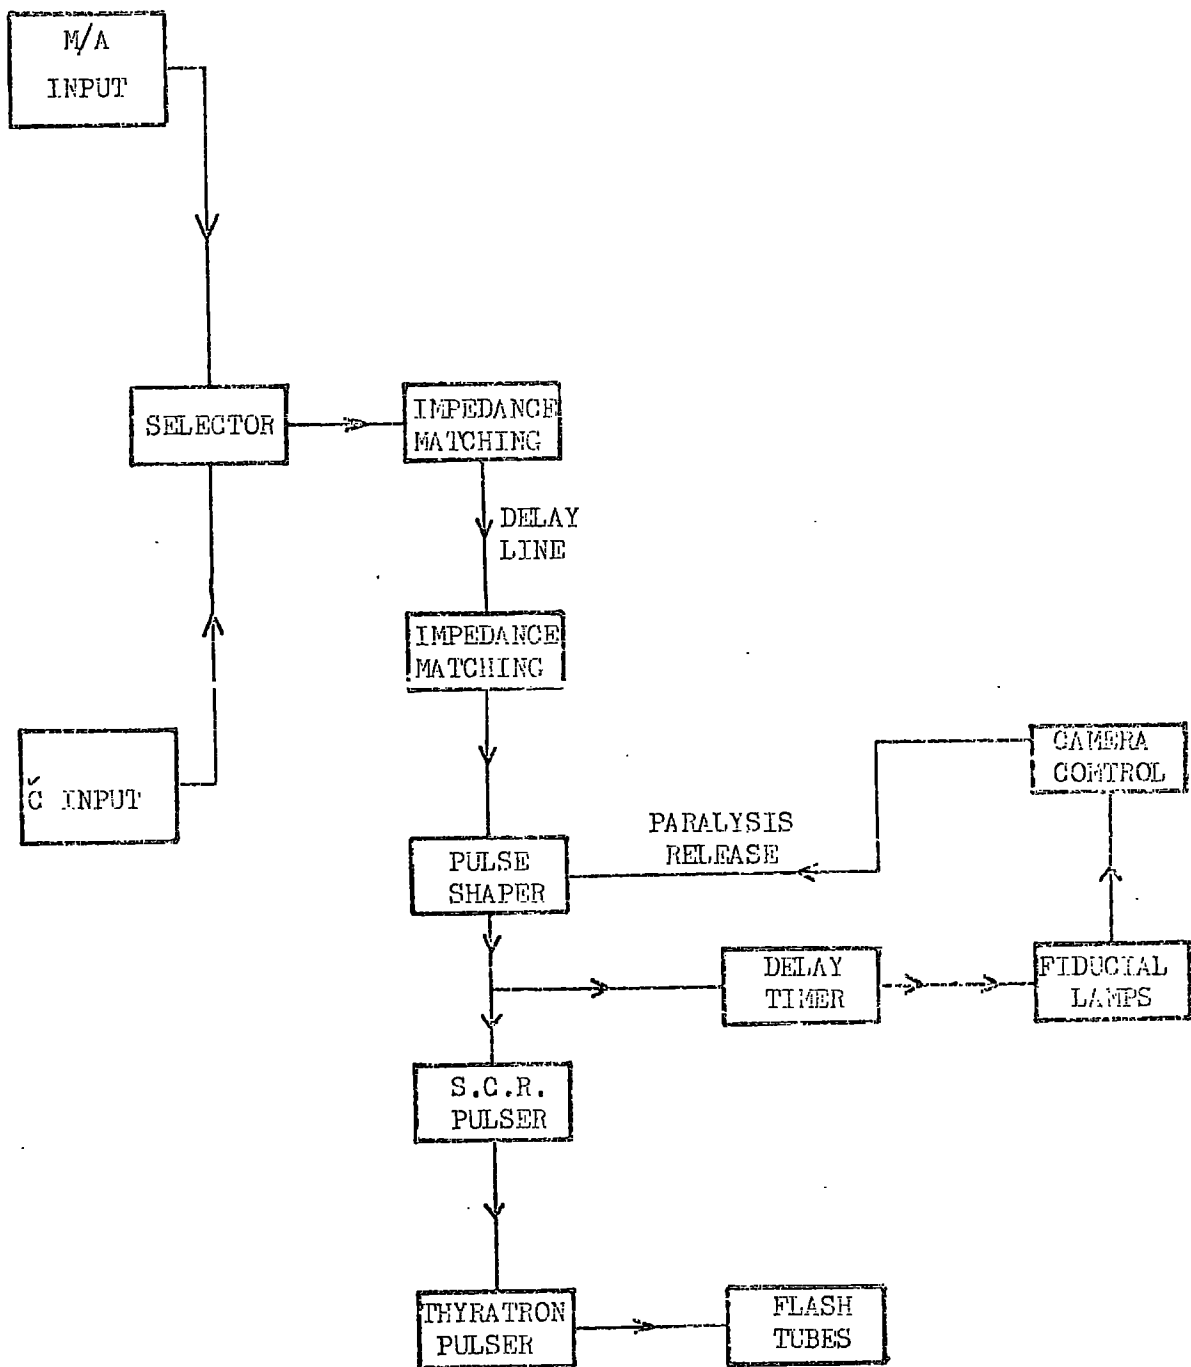 M/A
INPUT
SELECTOR
IMPEDANCE
MATCHING
DELAY
LINE
IMPEDANCE
MATCHING
Č INPUT
CAMERA
CONTROL
PARALYSIS
RELEASE
PULSE
SHAPER
DELAY
TIMER
FIDUCIAL
LAMPS
S.C.R.
PULSER
THYRATRON
PULSER
FLASH
TUBES